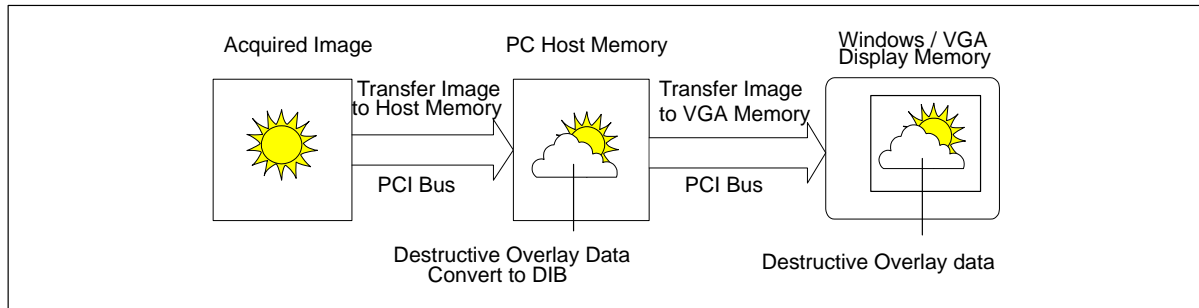 Acquired Image
PC Host Memory
Windows / VGA
Display Memory
Transfer Image
to Host Memory
Transfer Image
to VGA Memory
PCI Bus
PCI Bus
Destructive Overlay Data
Convert to DIB
Destructive Overlay data